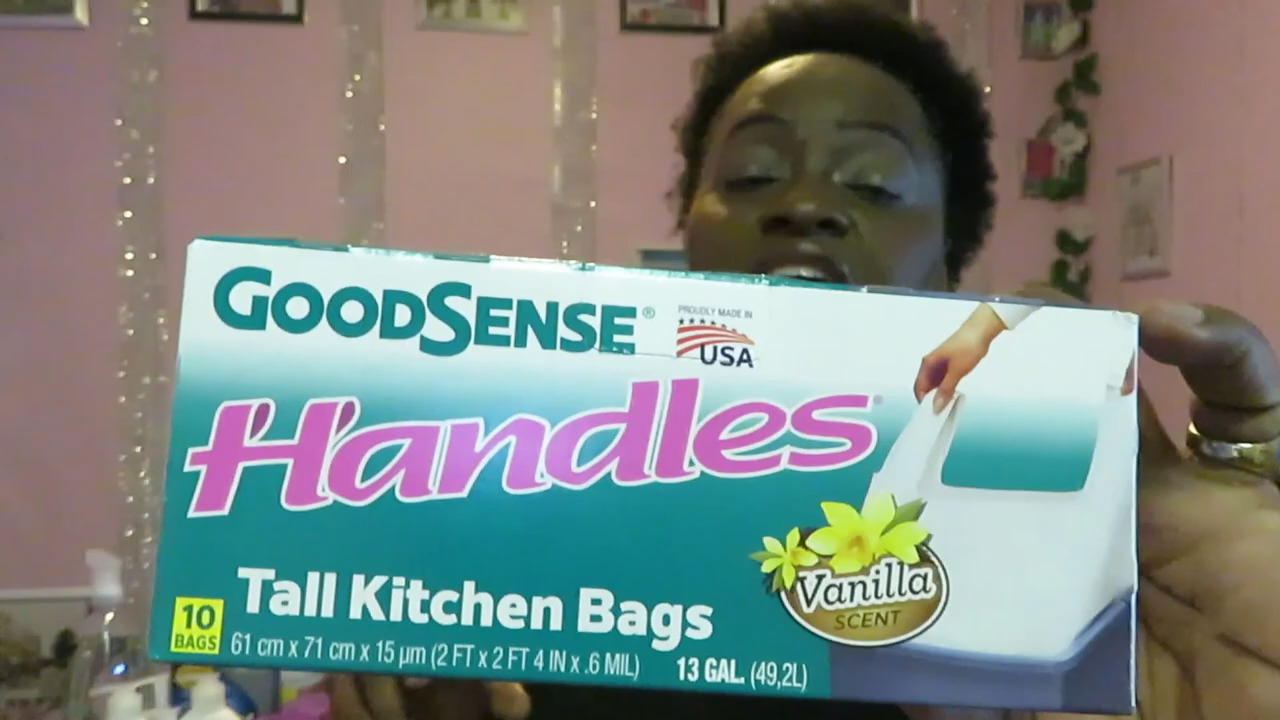 GOODSENSE®
PROUDLY MADE IN
USA
Handles®
Vanilla
SCENT
Tall Kitchen Bags
10
BAGS
61 cm x 71 cm x 15 µm (2 FT x 2 FT 4 IN x .6 MIL)
13 GAL. (49,2L)